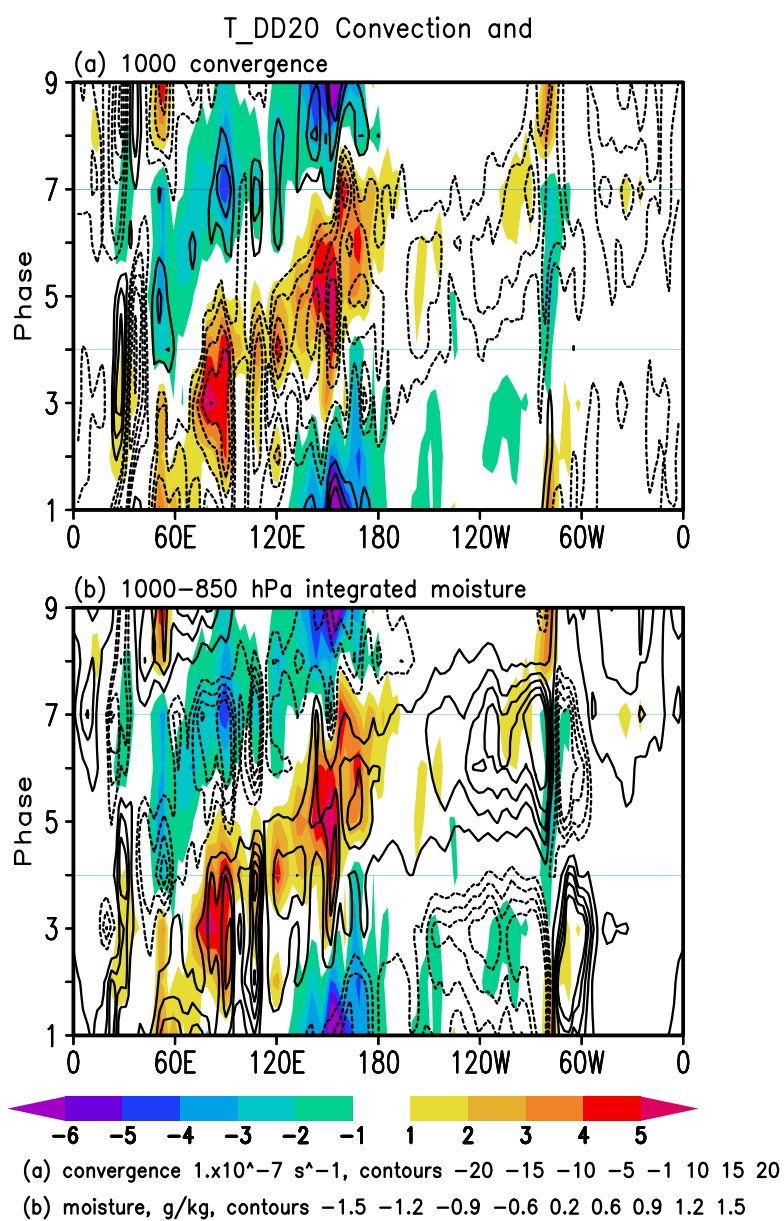 T_DD20 Convection and
(a) 1000 convergence
9
7
5
3
1
Phase
0 60E 120E 180 120W 60W 0
(b) 1000-850 hPa integrated moisture
9
7
5
3
1
Phase
0 60E 120E 180 120W 60W 0
-6 -5 -4 -3 -2 -1 1 2 3 4 5
(a) convergence 1.x10^-7 s^-1, contours -20 -15 -10 -5 -1 10 15 20
(b) moisture, g/kg, contours -1.5 -1.2 -0.9 -0.6 0.2 0.6 0.9 1.2 1.5